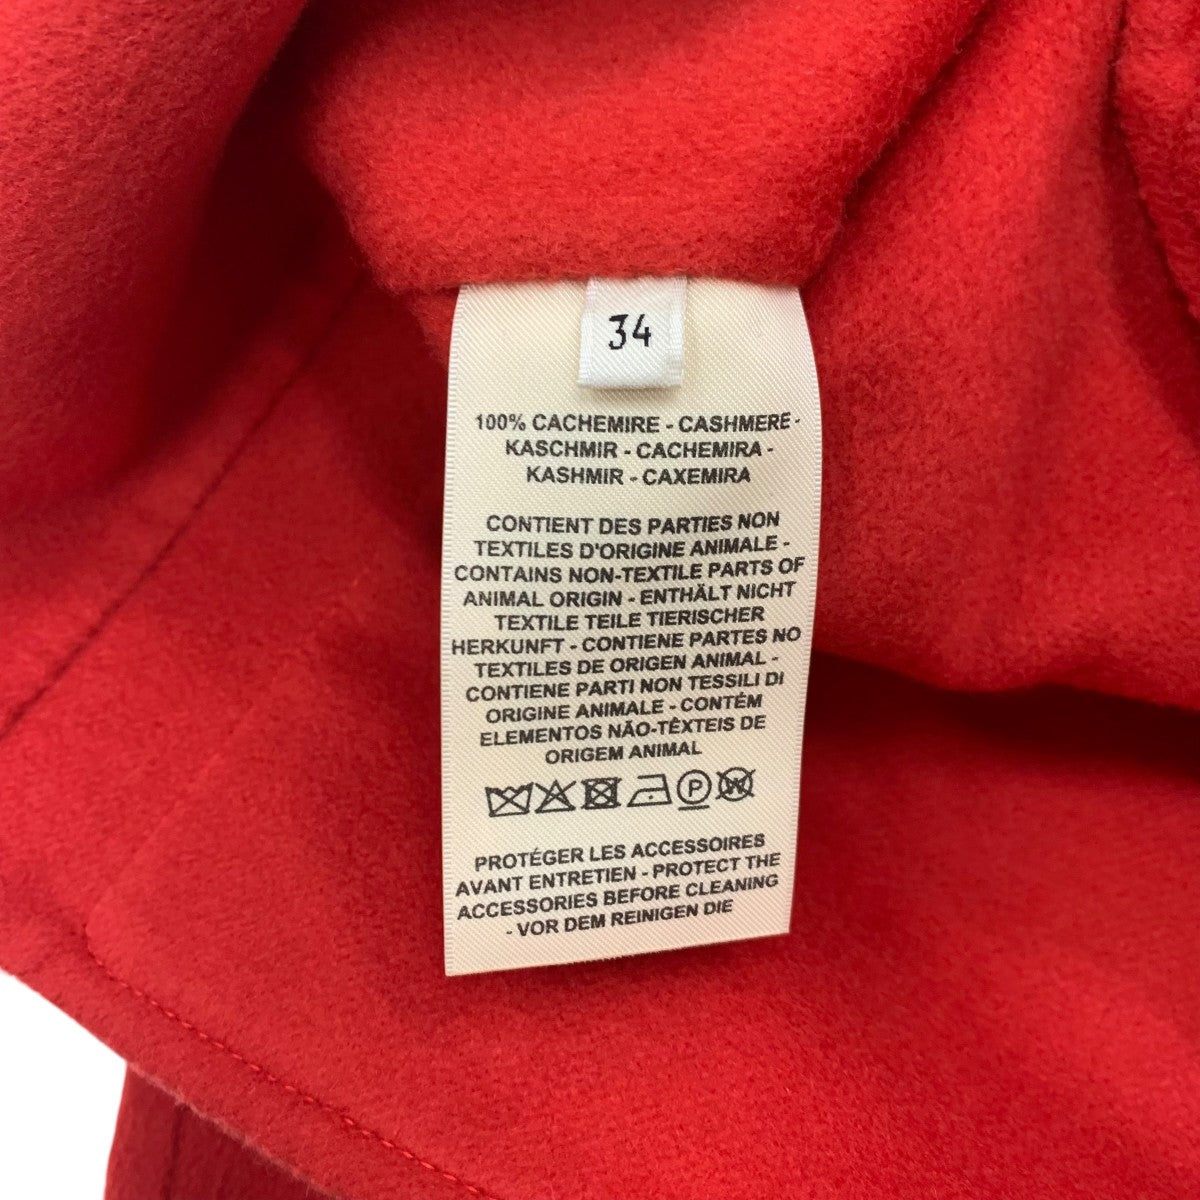 34
100% CACHEMIRE - CASHMERE -
KASCHMIR - CACHEMIRA -
KASHMIR - CAXEMIRA
CONTIENT DES PARTIES NON
TEXTILES D'ORIGINE ANIMALE -
CONTAINS NON-TEXTILE PARTS OF
ANIMAL ORIGIN - ENTHÄLT NICHT
TEXTILE TEILE TIERISCHER
HERKUNFT - CONTIENE PARTES NO
TEXTILES DE ORIGEN ANIMAL -
CONTIENE PARTI NON TESSILI DI
ORIGINE ANIMALE - CONTÉM
ELEMENTOS NÃO-TÊXTEIS DE
ORIGEM ANIMAL
P W
PROTÉGER LES ACCESSOIRES
AVANT ENTRETIEN - PROTECT THE
ACCESSORIES BEFORE CLEANING
- VOR DEM REINIGEN DIE